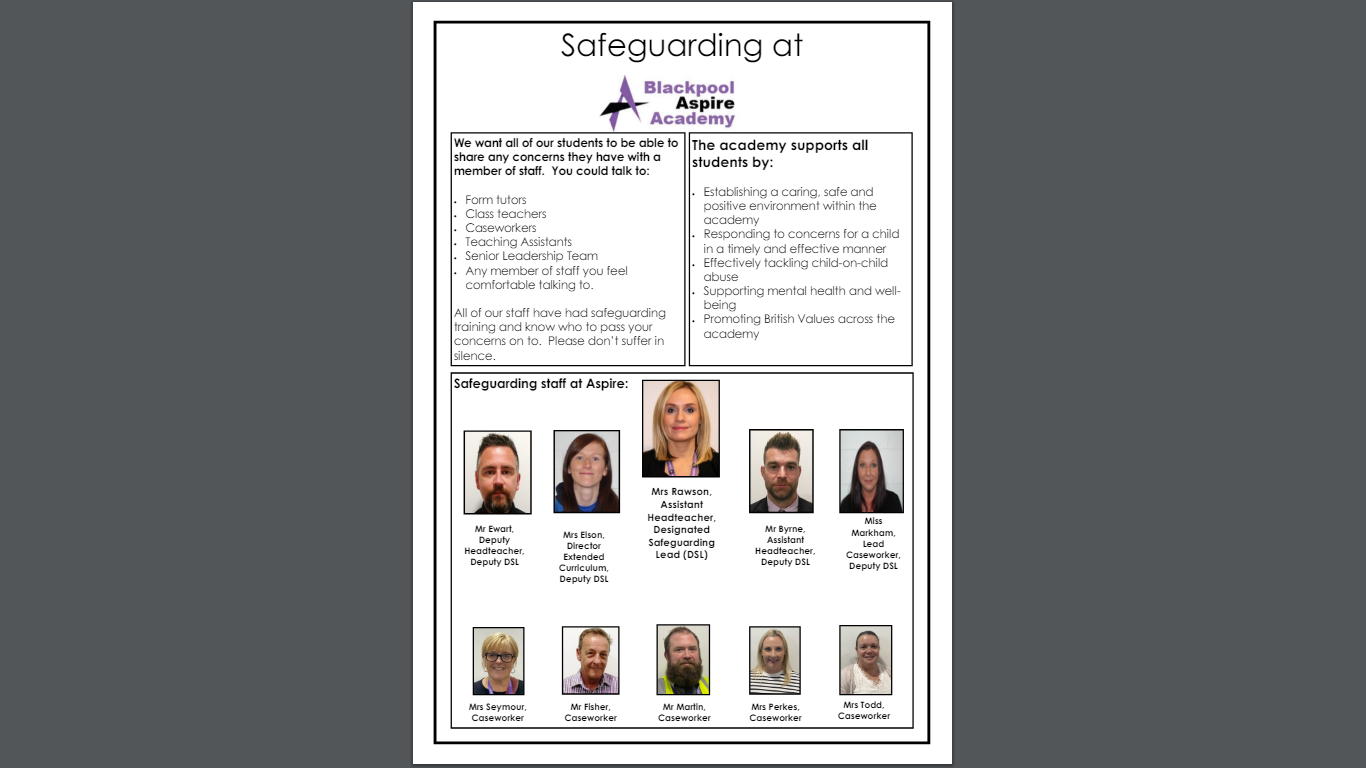 Safeguarding at
Blackpool
Aspire
Academy
We want all of our students to be able to
share any concerns they have with a
member of staff.  You could talk to:
• Form tutors
• Class teachers
• Caseworkers
• Teaching Assistants
• Senior Leadership Team
• Any member of staff you feel
comfortable talking to.
All of our staff have had safeguarding
training and know who to pass your
concerns on to.  Please don't suffer in
silence.
The academy supports all
students by:
• Establishing a caring, safe and
positive environment within the
academy
• Responding to concerns for a child
in a timely and effective manner
• Effectively tackling child-on-child
abuse
• Supporting mental health and well-
being
• Promoting British Values across the
academy
Safeguarding staff at Aspire:
Mr Ewart,
Deputy
Headteacher,
Deputy DSL
Mrs Elson,
Director
Extended
Curriculum,
Deputy DSL
Mrs Rawson,
Assistant
Headteacher,
Designated
Safeguarding
Lead (DSL)
Mr Byrne,
Assistant
Headteacher,
Deputy DSL
Miss
Markham,
Lead
Caseworker,
Deputy DSL
Mrs Seymour,
Caseworker
Mr Fisher,
Caseworker
Mr Martin,
Caseworker
Mrs Perkes,
Caseworker
Mrs Todd,
Caseworker